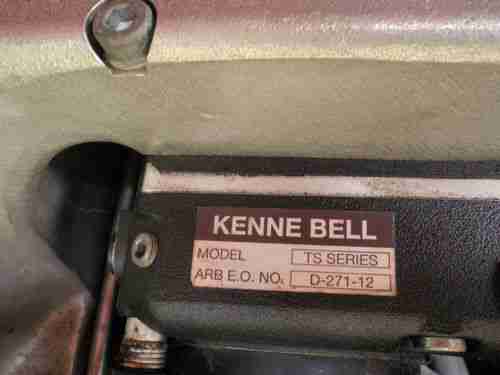 KENNE BELL
MODEL TS SERIES
ARB E.O. NO. D-271-12